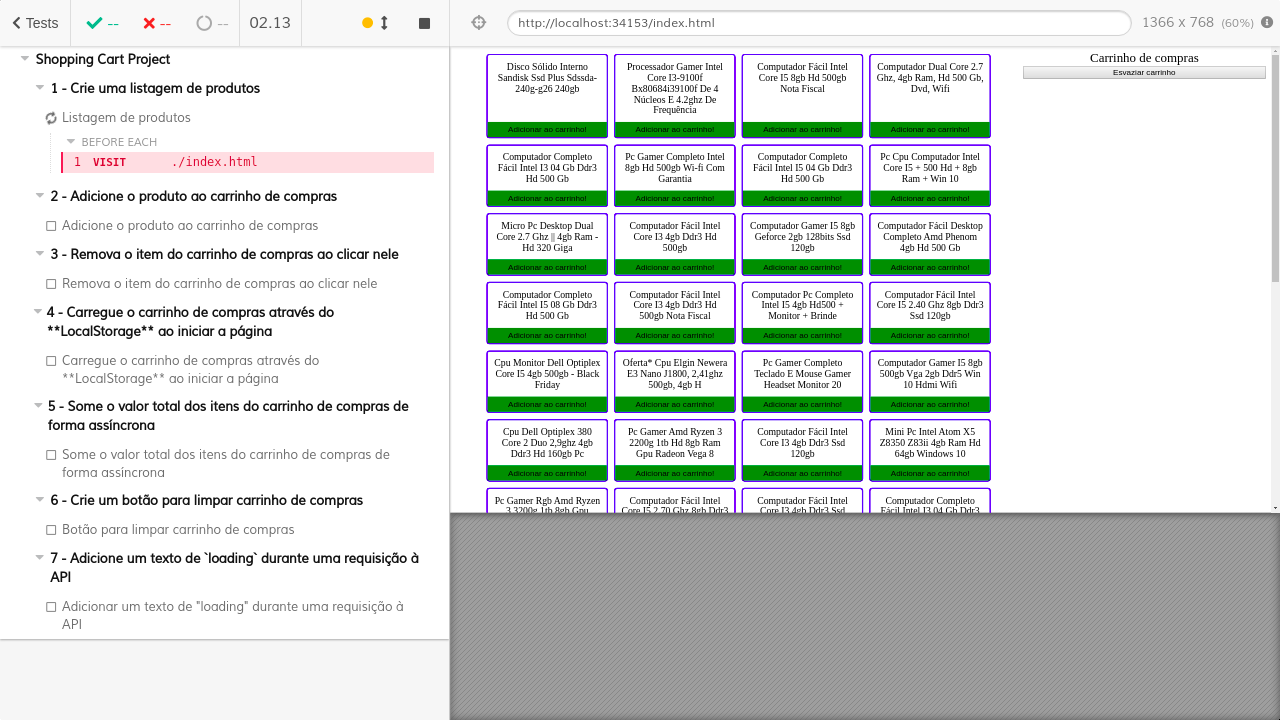 Tests
--
--
--
02.13
http://localhost:34153/index.html
1366 x 768 (60%)
Shopping Cart Project
1 - Crie uma listagem de produtos
Listagem de produtos
BEFORE EACH
1 VISIT ./index.html
2 - Adicione o produto ao carrinho de compras
Adicione o produto ao carrinho de compras
3 - Remova o item do carrinho de compras ao clicar nele
Remova o item do carrinho de compras ao clicar nele
4 - Carregue o carrinho de compras através do
**LocalStorage** ao iniciar a página
Carregue o carrinho de compras através do
**LocalStorage** ao iniciar a página
5 - Some o valor total dos itens do carrinho de compras de
forma assíncrona
Some o valor total dos itens do carrinho de compras de
forma assíncrona
6 - Crie um botão para limpar carrinho de compras
Botão para limpar carrinho de compras
7 - Adicione um texto de `loading` durante uma requisição à
API
Adicionar um texto de "loading" durante uma requisição à
API
Disco Sólido Interno
Sandisk Ssd Plus Sdssda-
240g-g26 240gb
Adicionar ao carrinho!
Processador Gamer Intel
Core I3-9100f
Bx80684i39100f De 4
Núcleos E 4.2ghz De
Frequência
Adicionar ao carrinho!
Computador Fácil Intel
Core I5 8gb Hd 500gb
Nota Fiscal
Adicionar ao carrinho!
Computador Dual Core 2.7
Ghz, 4gb Ram, Hd 500 Gb,
Dvd, Wifi
Adicionar ao carrinho!
Computador Completo
Fácil Intel I3 04 Gb Ddr3
Hd 500 Gb
Adicionar ao carrinho!
Pc Gamer Completo Intel
8gb Hd 500gb Wi-fi Com
Garantia
Adicionar ao carrinho!
Computador Completo
Fácil Intel I5 04 Gb Ddr3
Hd 500 Gb
Adicionar ao carrinho!
Pc Cpu Computador Intel
Core I5 + 500 Hd + 8gb
Ram + Win 10
Adicionar ao carrinho!
Micro Pc Desktop Dual
Core 2.7 Ghz || 4gb Ram -
Hd 320 Giga
Adicionar ao carrinho!
Computador Fácil Intel
Core I3 4gb Ddr3 Hd
500gb
Adicionar ao carrinho!
Computador Gamer I5 8gb
Geforce 2gb 128bits Ssd
120gb
Adicionar ao carrinho!
Computador Fácil Desktop
Completo Amd Phenom
4gb Hd 500 Gb
Adicionar ao carrinho!
Computador Completo
Fácil Intel I5 08 Gb Ddr3
Hd 500 Gb
Adicionar ao carrinho!
Computador Fácil Intel
Core I3 4gb Ddr3 Hd
500gb Nota Fiscal
Adicionar ao carrinho!
Computador Pc Completo
Intel I5 4gb Hd500 +
Monitor + Brinde
Adicionar ao carrinho!
Computador Fácil Intel
Core I5 2.40 Ghz 8gb Ddr3
Ssd 120gb
Adicionar ao carrinho!
Cpu Monitor Dell Optiplex
Core I5 4gb 500gb - Black
Friday
Adicionar ao carrinho!
Oferta* Cpu Elgin Newera
E3 Nano J1800, 2,41ghz
500gb, 4gb H
Adicionar ao carrinho!
Pc Gamer Completo
Teclado E Mouse Gamer
Headset Monitor 20
Adicionar ao carrinho!
Computador Gamer I5 8gb
500gb Vga 2gb Ddr5 Win
10 Hdmi Wifi
Adicionar ao carrinho!
Cpu Dell Optiplex 380
Core 2 Duo 2,9ghz 4gb
Ddr3 Hd 160gb Pc
Adicionar ao carrinho!
Pc Gamer Amd Ryzen 3
2200g 1tb Hd 8gb Ram
Gpu Radeon Vega 8
Adicionar ao carrinho!
Computador Fácil Intel
Core I3 4gb Ddr3 Ssd
120gb
Adicionar ao carrinho!
Mini Pc Intel Atom X5
Z8350 Z83ii 4gb Ram Hd
64gb Windows 10
Adicionar ao carrinho!
Pc Gamer Rgb Amd Ryzen
3 3200g 1tb 8gb Gpu
Computador Fácil Intel
Core I5 2.70 Ghz 8gb Ddr3
Computador Fácil Intel
Core I3 4gb Ddr3 Ssd
Computador Completo
Fácil Intel I3 04 Gb Ddr3
Carrinho de compras
Esvaziar carrinho